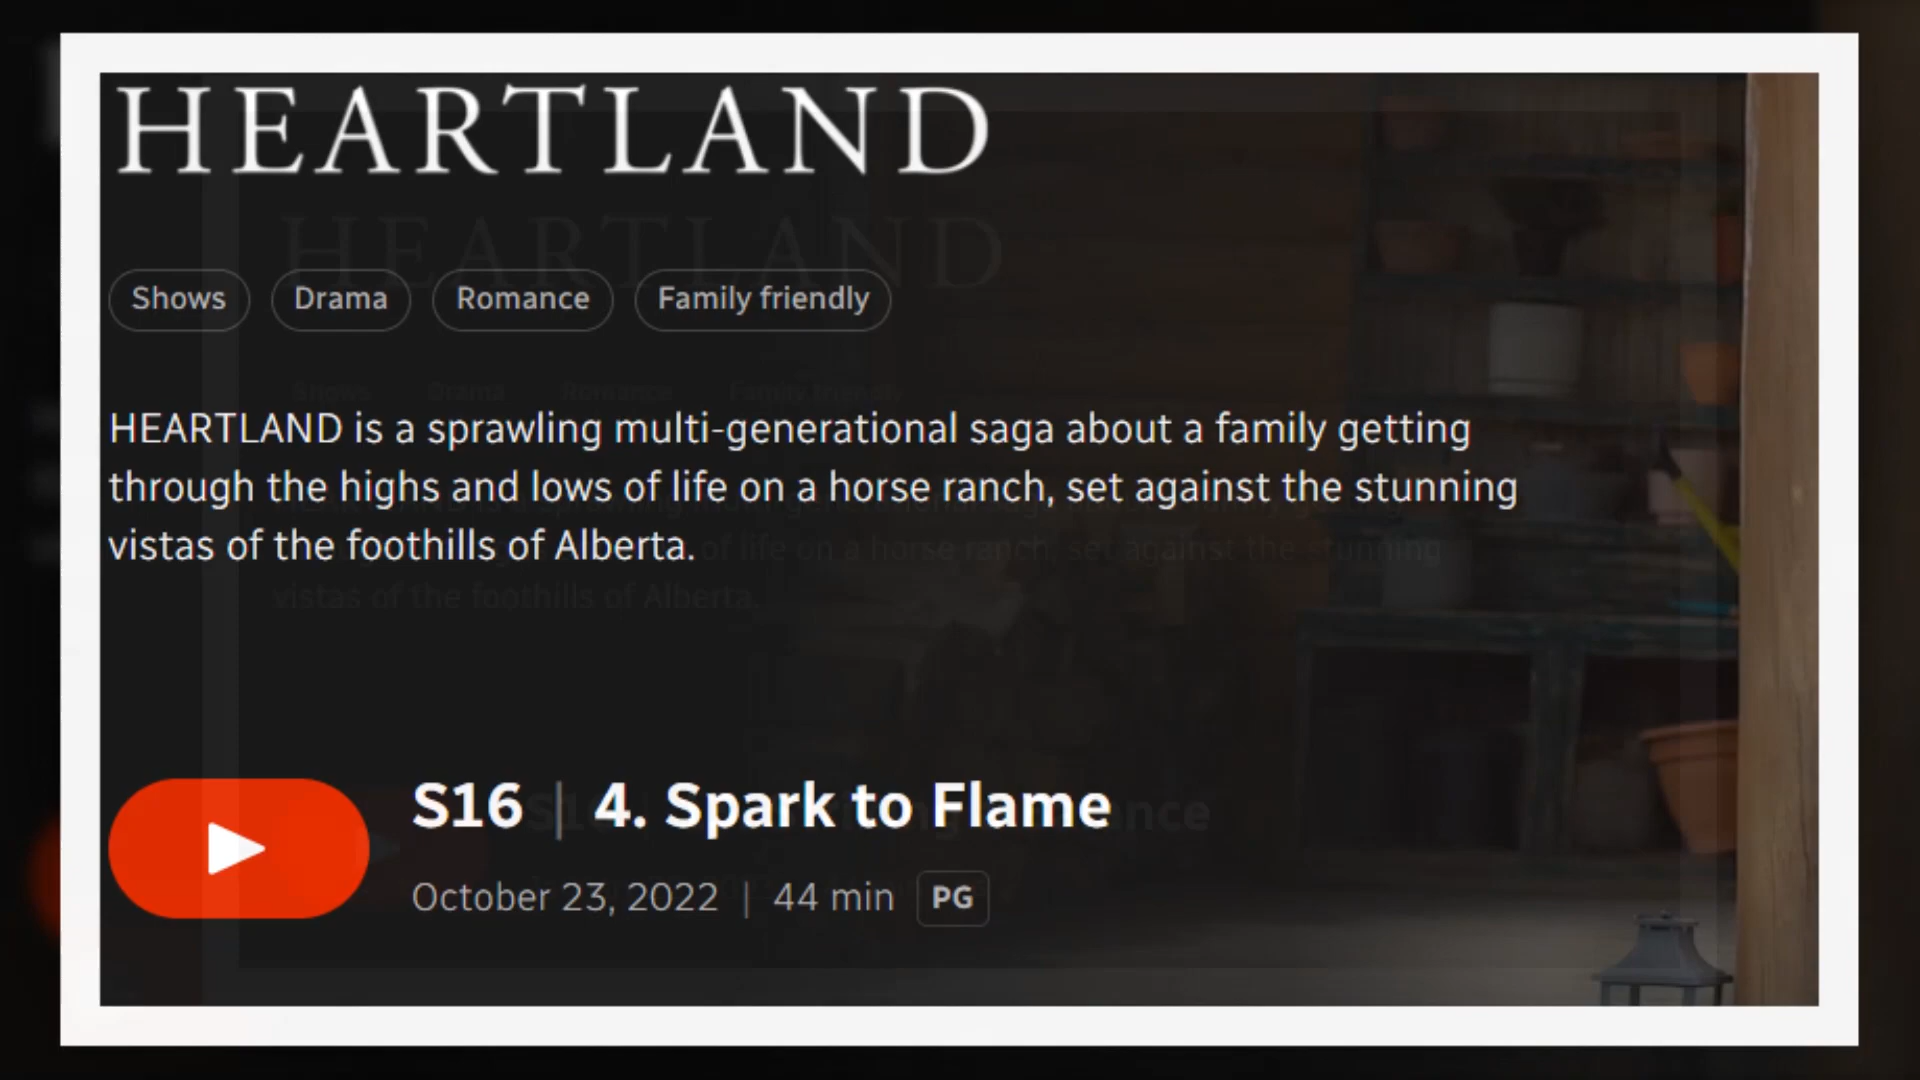 HEARTLAND
Shows Drama Romance Family friendly
HEARTLAND is a sprawling multi-generational saga about a family getting
through the highs and lows of life on a horse ranch, set against the stunning
vistas of the foothills of Alberta.
S16 | 4. Spark to Flame
October 23, 2022 | 44 min PG